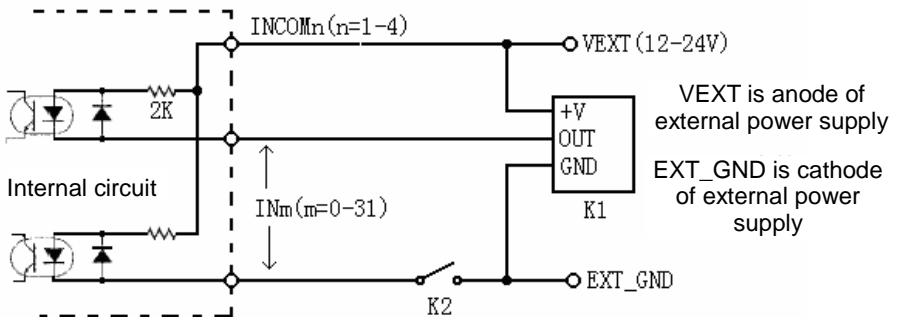 INCOMn(n=1-4)
VEXT(12-24V)
2K
+V
OUT
GND
K1
VEXT is anode of
external power supply
EXT_GND is cathode
of external power
supply
Internal circuit
INm(m=0-31)
K2
EXT_GND